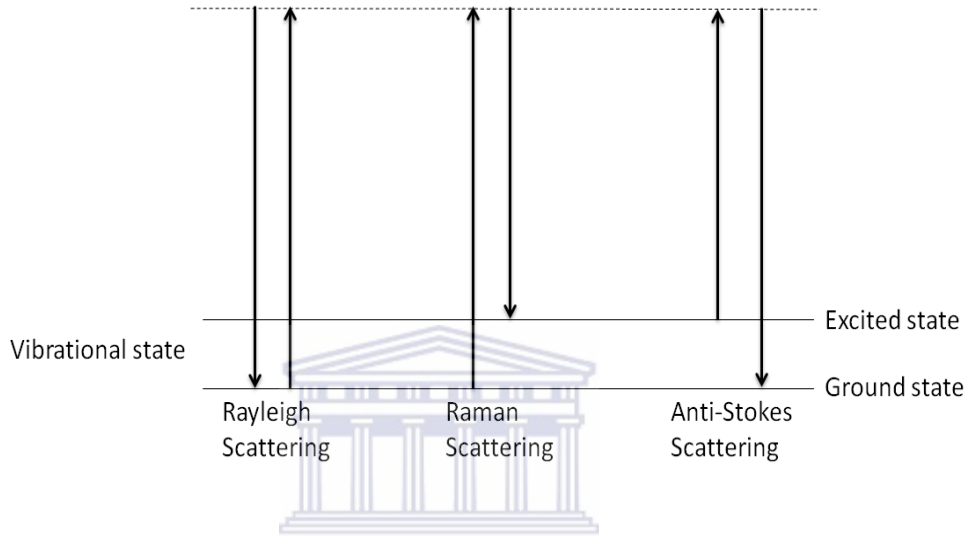 Excited state
Vibrational state
Ground state
Rayleigh
Scattering
Raman
Scattering
Anti-Stokes
Scattering